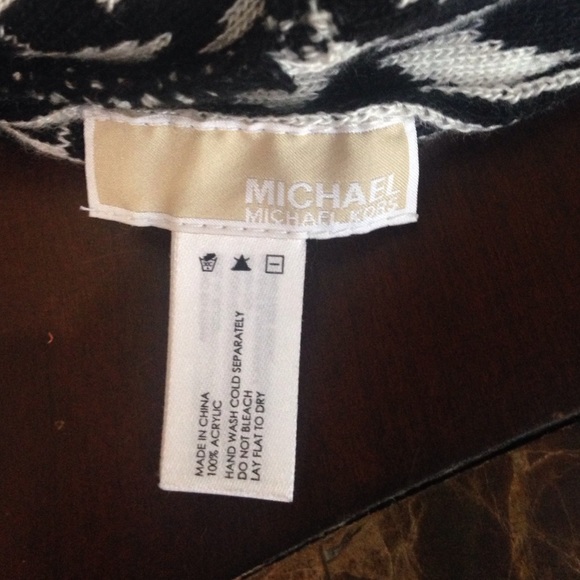 MICHAEL
MICHAEL KORS
MADE IN CHINA
100% ACRYLIC
HAND WASH COLD SEPARATELY
DO NOT BLEACH
LAY FLAT TO DRY